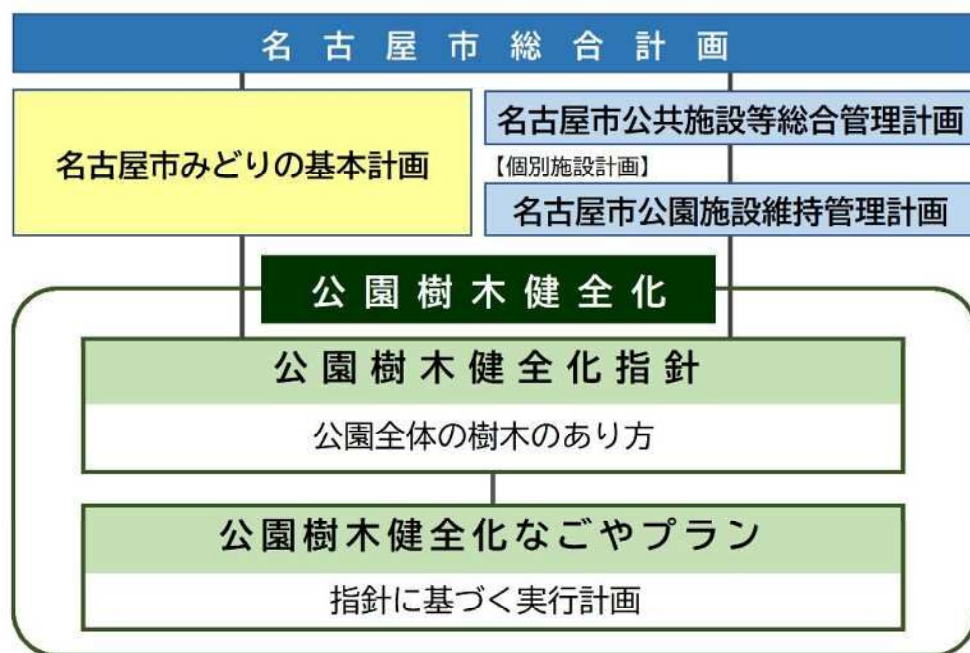 名古屋市総合計画
名古屋市みどりの基本計画
名古屋市公共施設等総合管理計画
【個別施設計画】
名古屋市公園施設維持管理計画
公園樹木健全化
公園樹木健全化指針
公園全体の樹木のあり方
公園樹木健全化なごやプラン
指針に基づく実行計画